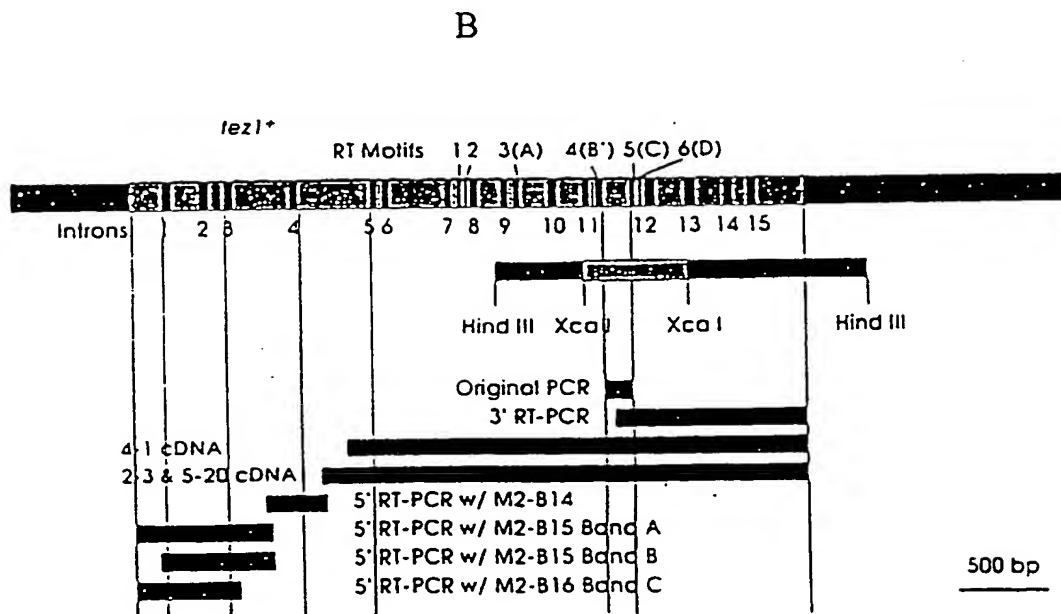 B
tez1+
RT Motifs 1 2 3(A) 4(B') 5(C) 6(D)
Introns 1 2 3 4 5 6 7 8 9 10 11 12 13 14 15
Hind III Xca I Xca I Hind III
Original PCR
3' RT-PCR
4-1 cDNA
2-3 & 5-20 cDNA
5' RT-PCR w/ M2-B14
5' RT-PCR w/ M2-B15 Band A
5' RT-PCR w/ M2-B15 Band B
5' RT-PCR w/ M2-B16 Band C
500 bp